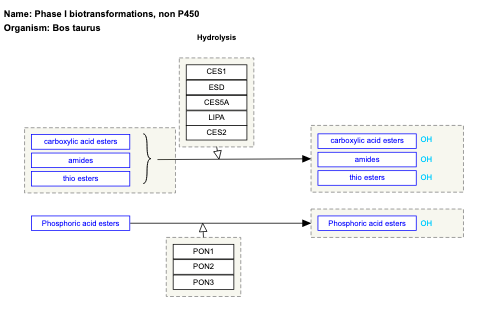 Name: Phase I biotransformations, non P450
Organism: Bos taurus
Hydrolysis
CES1
ESD
CES5A
LIPA
CES2
carboxylic acid esters
amides
thio esters
carboxylic acid esters OH
amides OH
thio esters OH
Phosphoric acid esters
Phosphoric acid esters OH
PON1
PON2
PON3